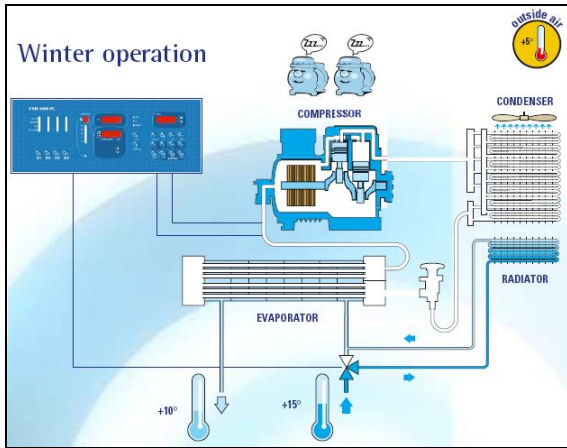 outside air
+5°
Winter operation
Zzz... Zzz...
COMPRESSOR
CONDENSER
RADIATOR
EVAPORATOR
+10°
+15°